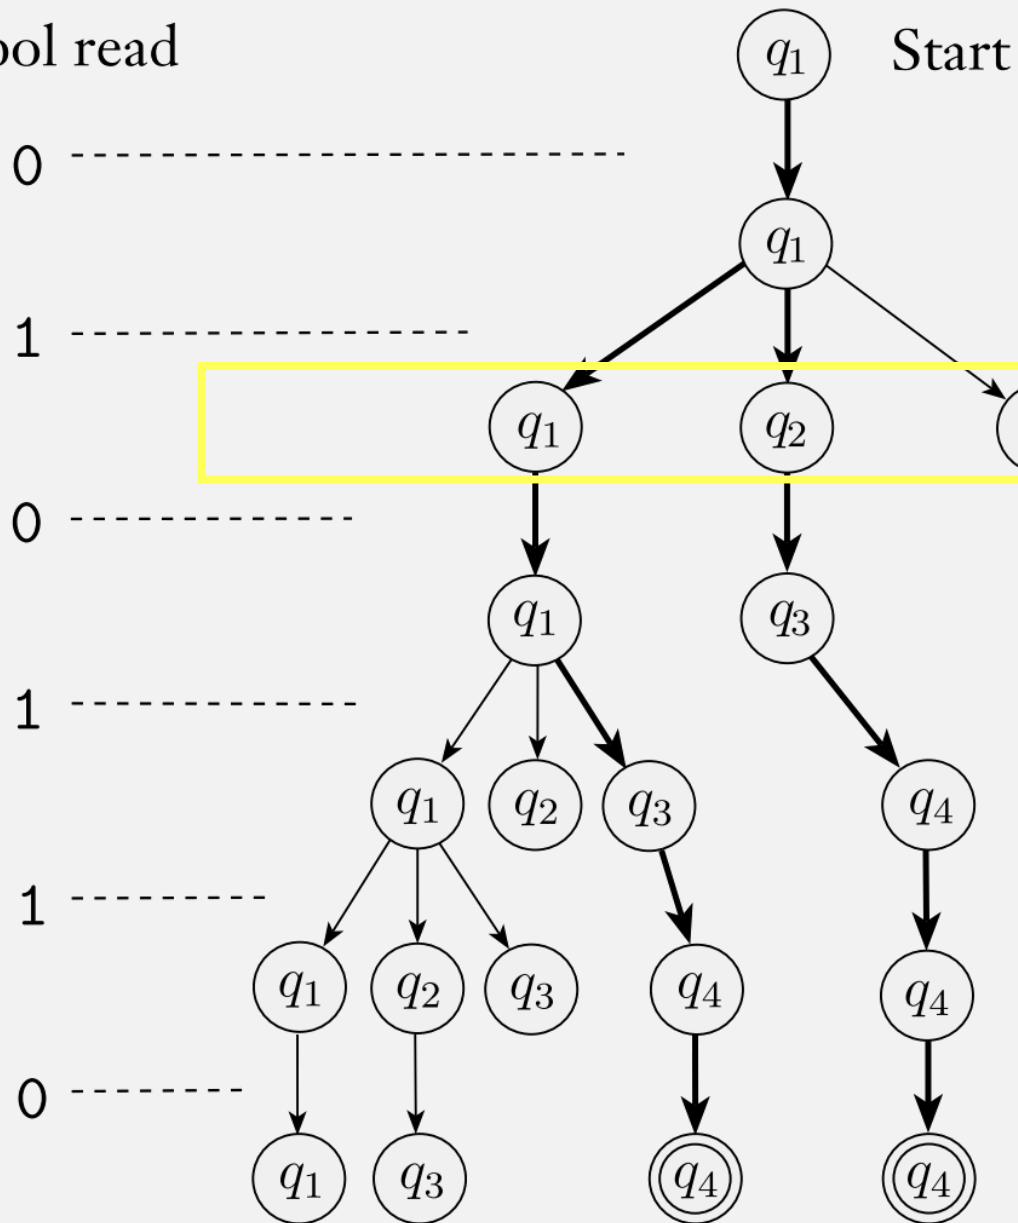 ool read
q1 Start
0
q1
1
q1 q2
0
q1 q3
1
q1 q2 q3 q4
1
q1 q2 q3 q4 q4
0
q1 q3 q4 q4